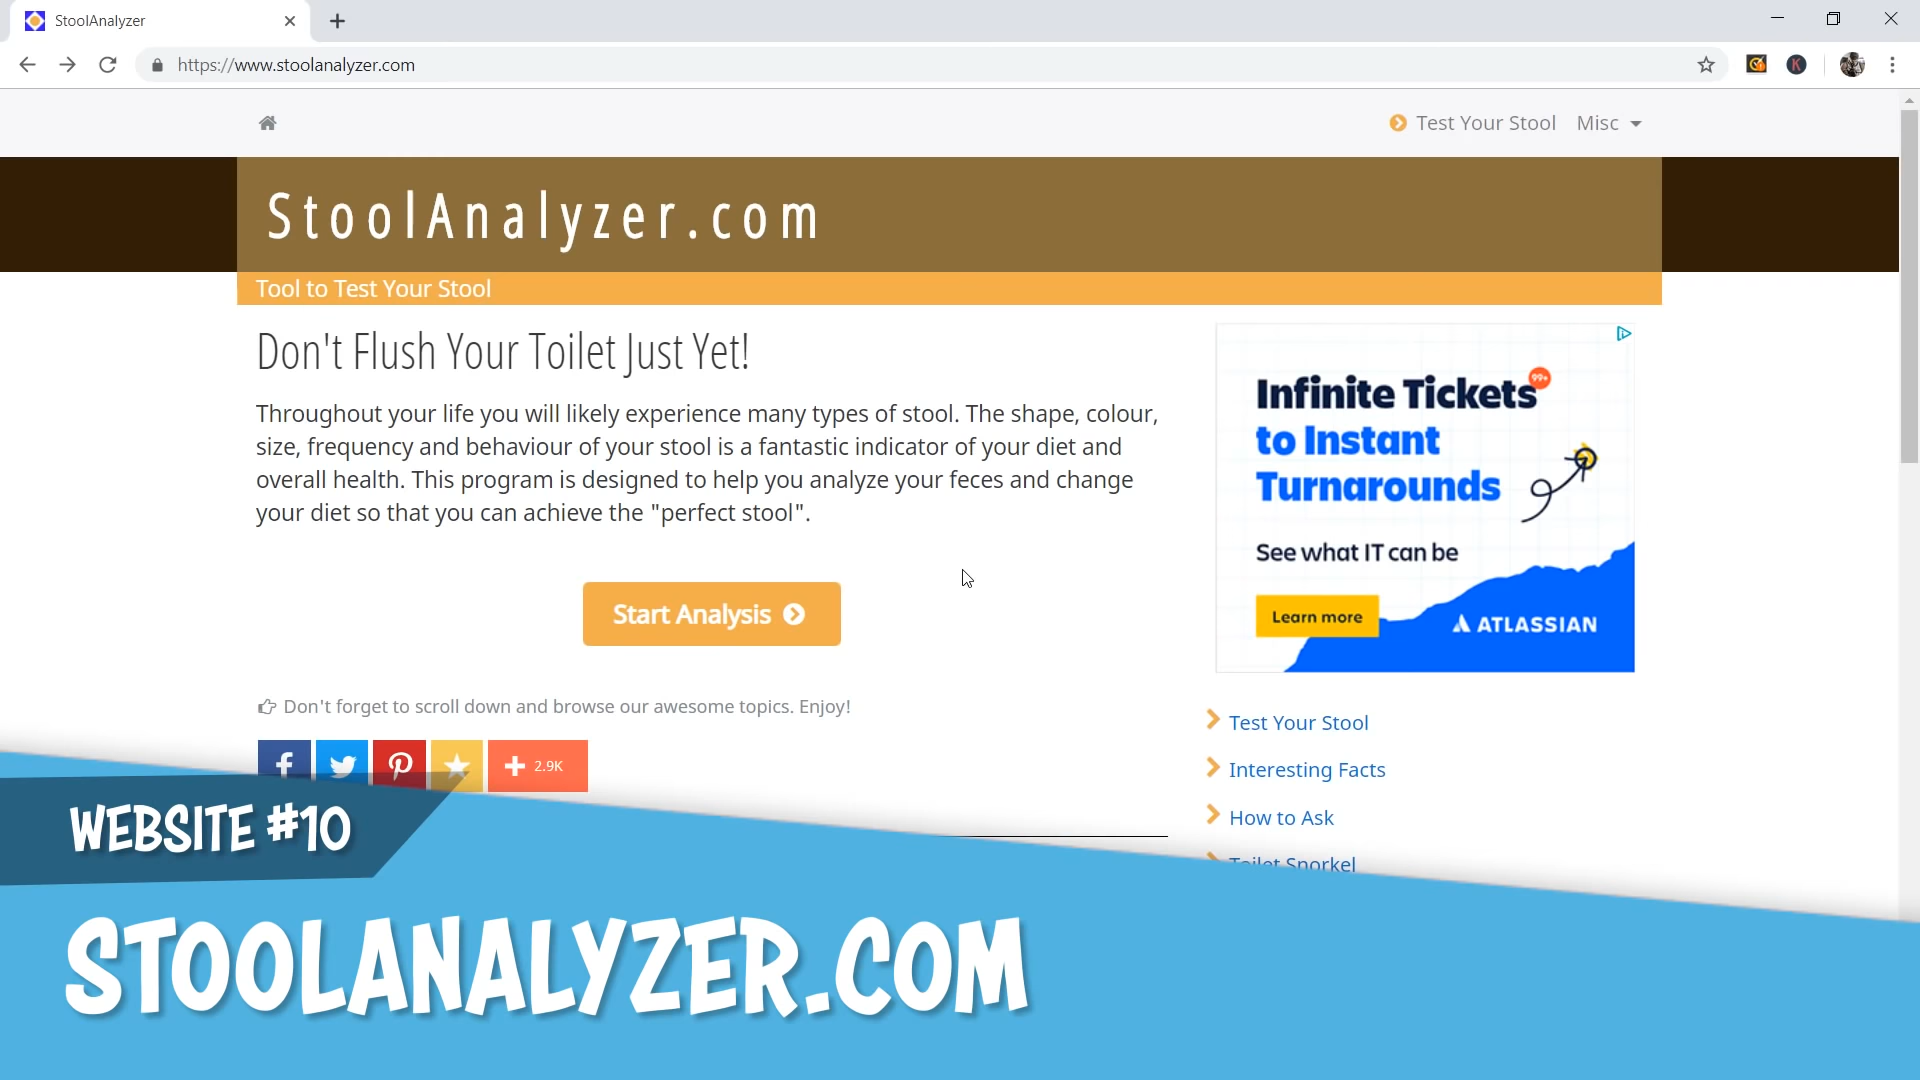 StoolAnalyzer
https://www.stoolanalyzer.com
Test Your Stool
Misc
StoolAnalyzer.com
Tool to Test Your Stool
Don't Flush Your Toilet Just Yet!
Throughout your life you will likely experience many types of stool. The shape, colour,
size, frequency and behaviour of your stool is a fantastic indicator of your diet and
overall health. This program is designed to help you analyze your feces and change
your diet so that you can achieve the "perfect stool".
Start Analysis
Don't forget to scroll down and browse our awesome topics. Enjoy!
2.9K
Infinite Tickets
99+
to Instant
Turnarounds
See what IT can be
Learn more
ATLASSIAN
Test Your Stool
Interesting Facts
How to Ask
Toilet Snorkel
WEBSITE #10
STOOLANALYZER.COM